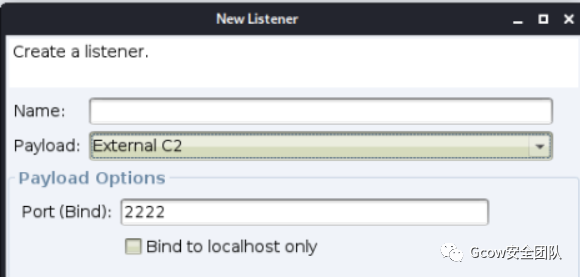 New Listener
Create a listener.
Name:
Payload: External C2
Payload Options
Port (Bind): 2222
Bind to localhost only
Gcow安全团队